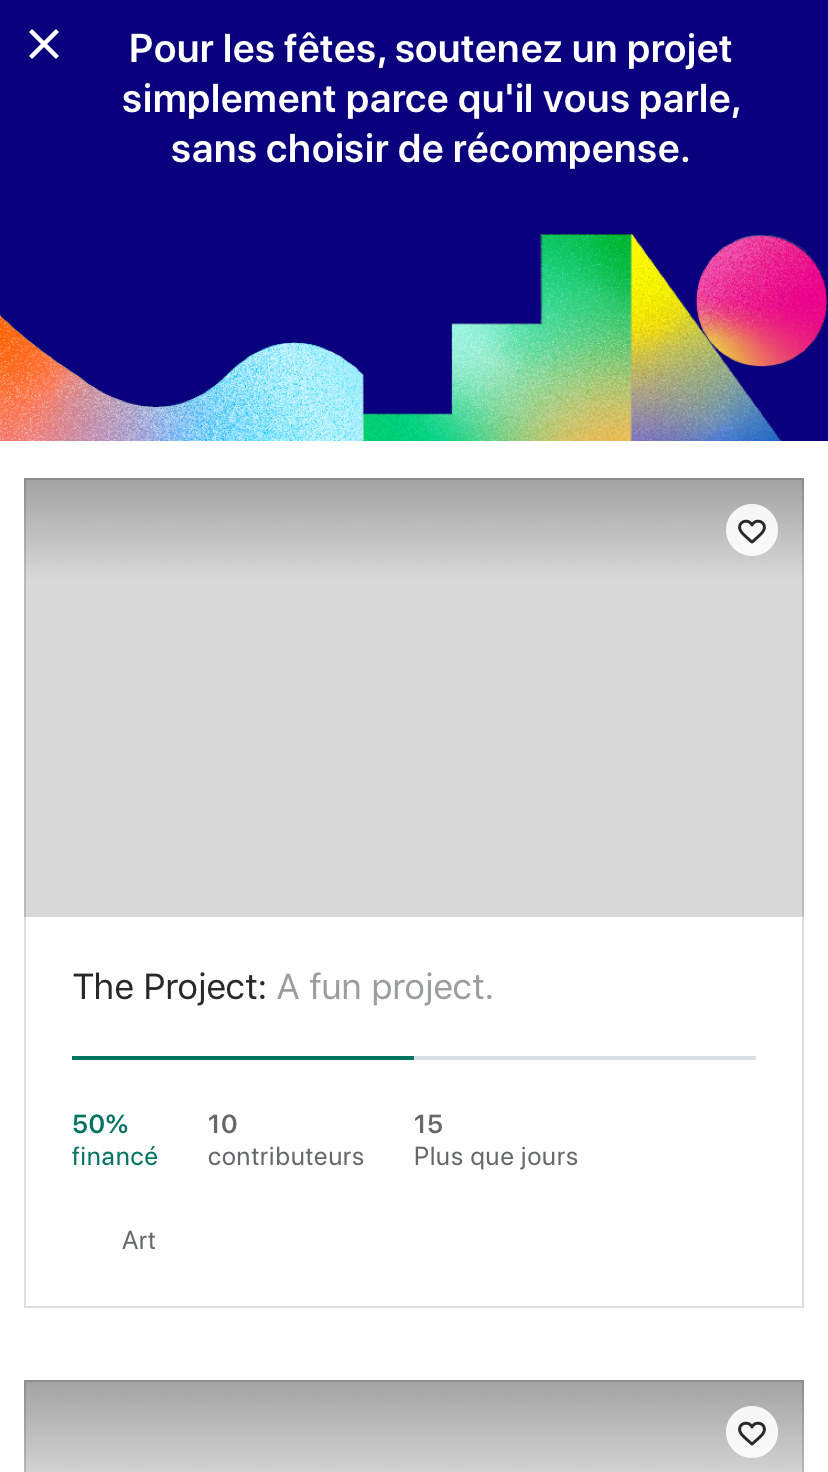 Pour les fêtes, soutenez un projet
simplement parce qu'il vous parle,
sans choisir de récompense.
The Project: A fun project.
50%
financé
10
contributeurs
15
Plus que jours
Art